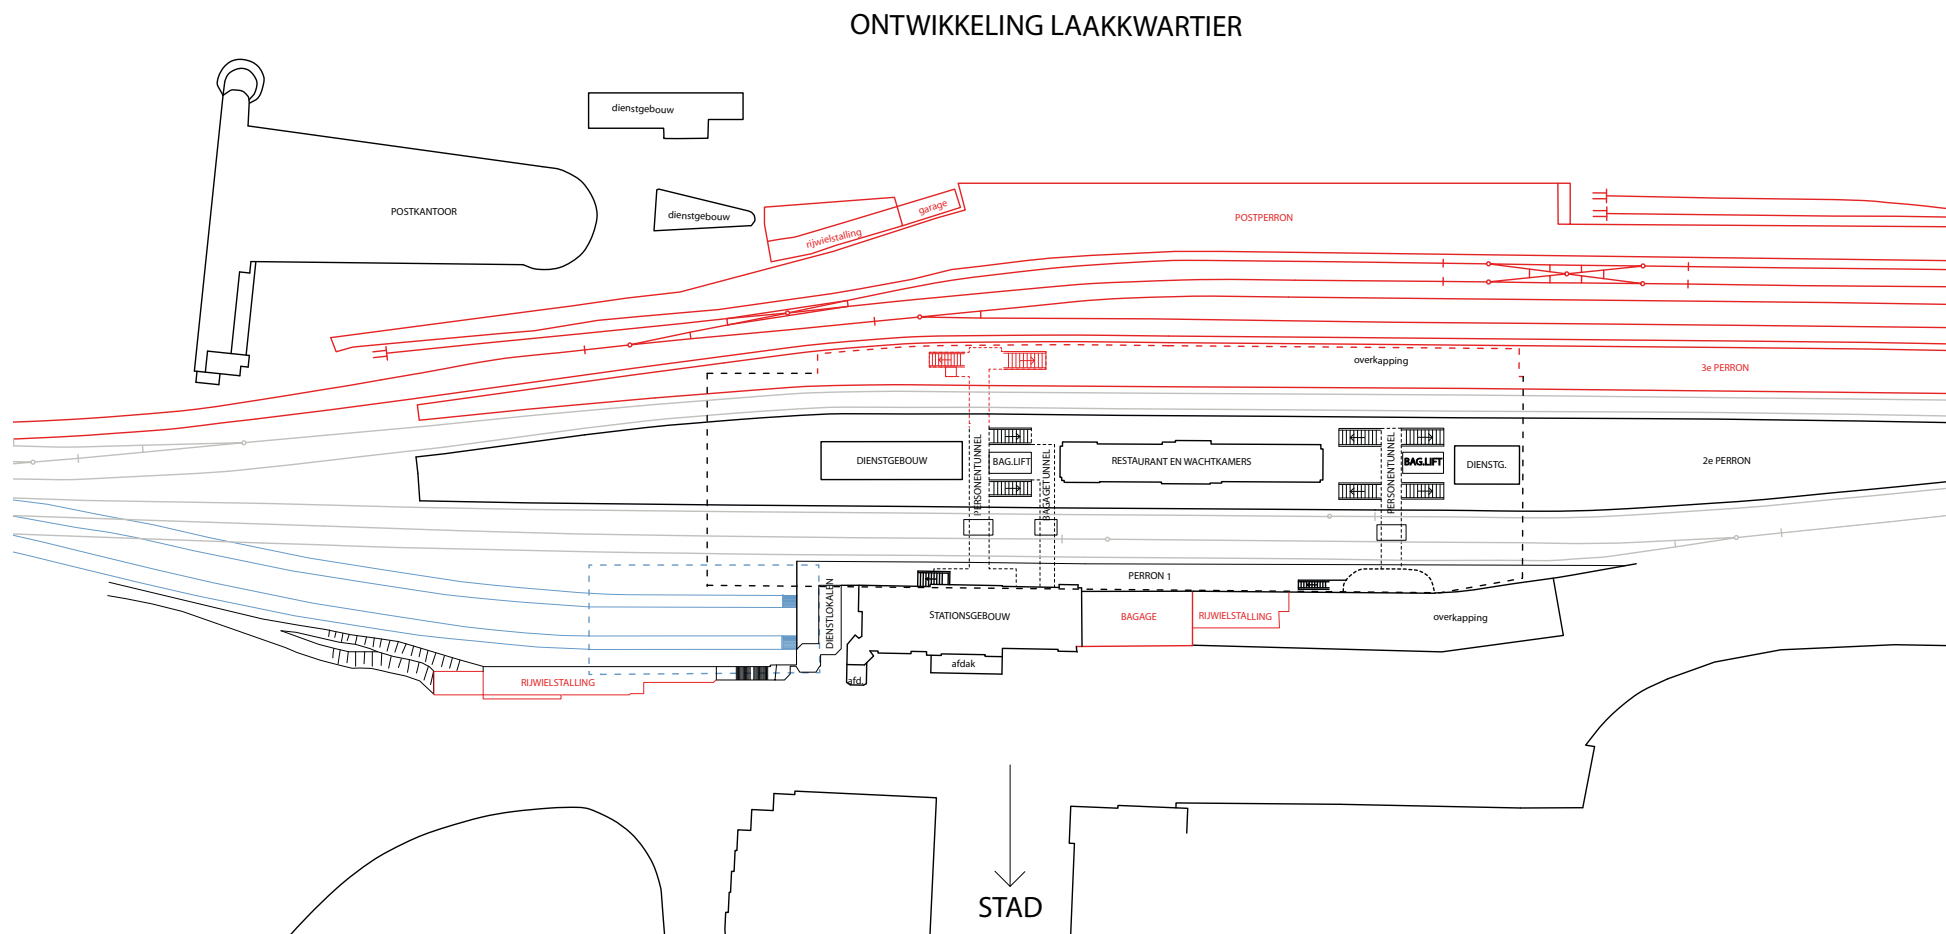 ONTWIKKELING LAAKKWARTIER
dienstgebouw
POSTKANTOOR
dienstgebouw
garage
rijwielstalling
POSTPERRON
overkapping
3e PERRON
DIENSTGEBOUW
PERSONENTUNNEL
BAG.LIFT
BAGAGETUNNEL
RESTAURANT EN WACHTKAMERS
PERSONENTUNNEL
BAG.LIFT
DIENSTG.
2e PERRON
PERRON 1
DIENSTLOKALEN
STATIONSGEBOUW
BAGAGE
RIJWIELSTALLING
overkapping
afdak
afd.
RIJWIELSTALLING
STAD